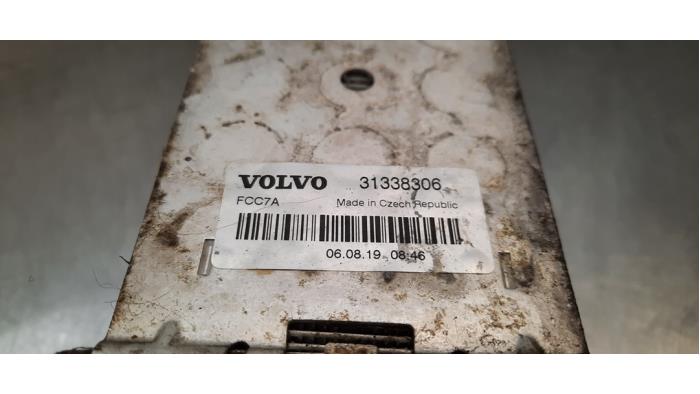 VOLVO 31338306
FCC7A Made in Czech Republic
06.08.19 08:46